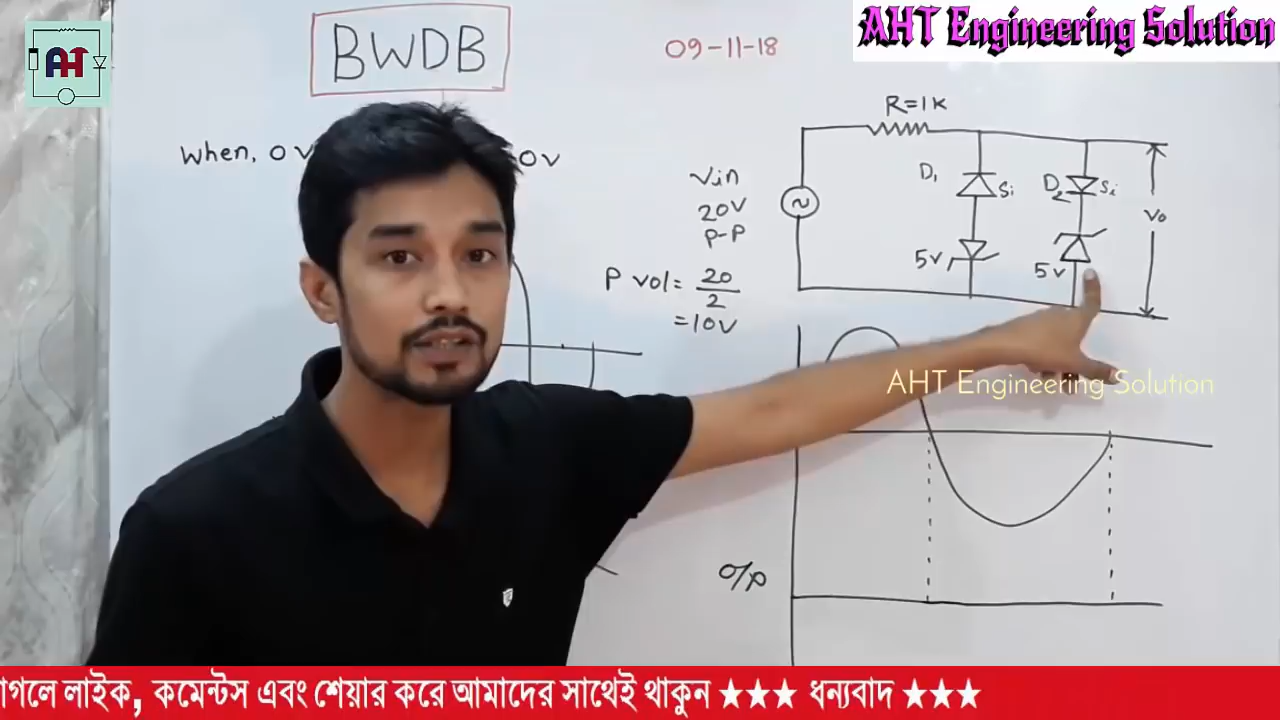 AHT
BWDB
09-11-18
AHT Engineering Solution
When, 0v
0v
R=1K
Vin
20V
P-P
D₁
Si
D₂
Si
Vo
5v
5v
P vol = 20/2
=10V
AHT Engineering Solution
O/p
লাইক, কমেন্টস এবং শেয়ার করে আমাদের সাথেই থাকুন ★★★ ধন্যবাদ ★★★